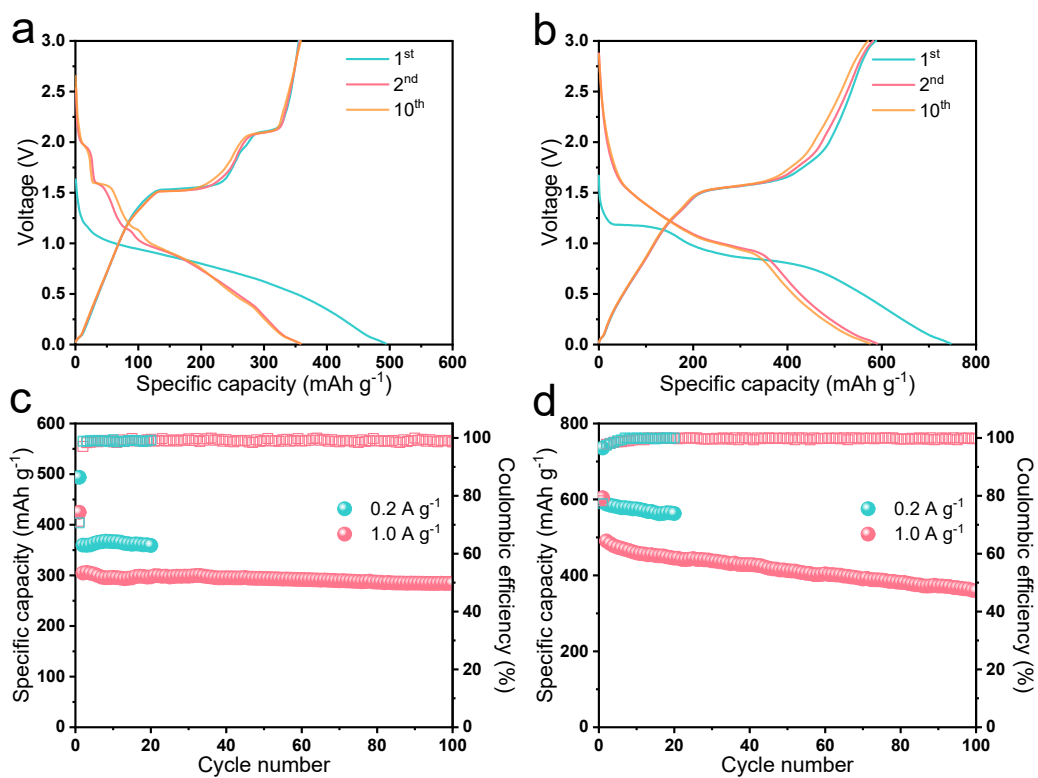 a
3.0
2.5
2.0
1.5
1.0
0.5
0.0
Voltage (V)
1st
2nd
10th
0 100 200 300 400 500 600
Specific capacity (mAh g-1)
b
3.0
2.5
2.0
1.5
1.0
0.5
0.0
Voltage (V)
1st
2nd
10th
0 200 400 600 800
Specific capacity (mAh g-1)
c
600
550
500
450
400
350
300
250
200
150
100
50
0
Specific capacity (mAh g-1)
0.2 A g-1
1.0 A g-1
100
80
60
40
20
0
Coulombic efficiency (%)
0 20 40 60 80 100
Cycle number
d
800
600
400
200
0
Specific capacity (mAh g-1)
0.2 A g-1
1.0 A g-1
100
80
60
40
20
0
Coulombic efficiency (%)
0 20 40 60 80 100
Cycle number